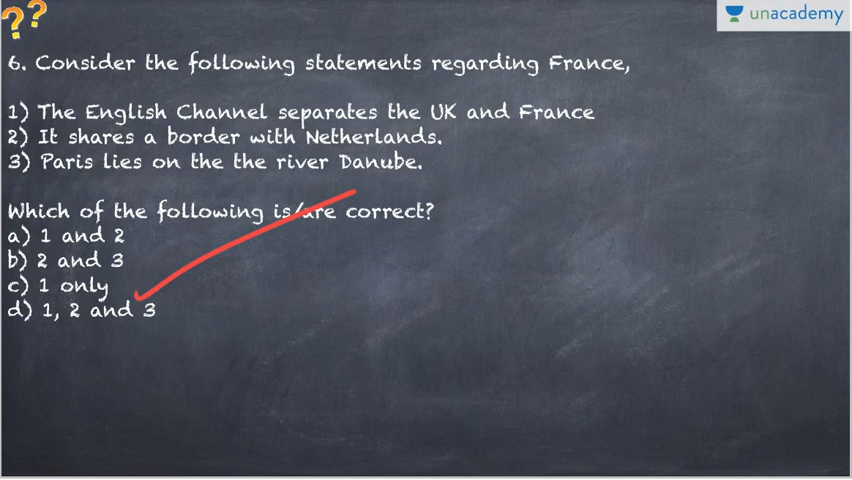 ??
unacademy
6. Consider the following statements regarding France,
1) The English Channel separates the UK and France
2) It shares a border with Netherlands.
3) Paris lies on the the river Danube.
Which of the following is/are correct?
a) 1 and 2
b) 2 and 3
c) 1 only
d) 1, 2 and 3